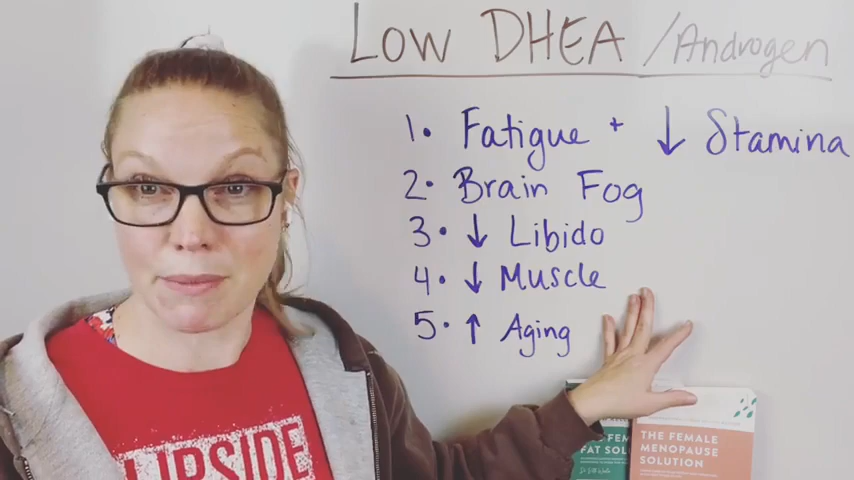 LOW DHEA / Androgen
1. Fatigue + ↓ Stamina
2. Brain Fog
3. ↓ Libido
4. ↓ Muscle
5. ↑ Aging
THE FEMALE
MENOPAUSE
SOLUTION
FAT